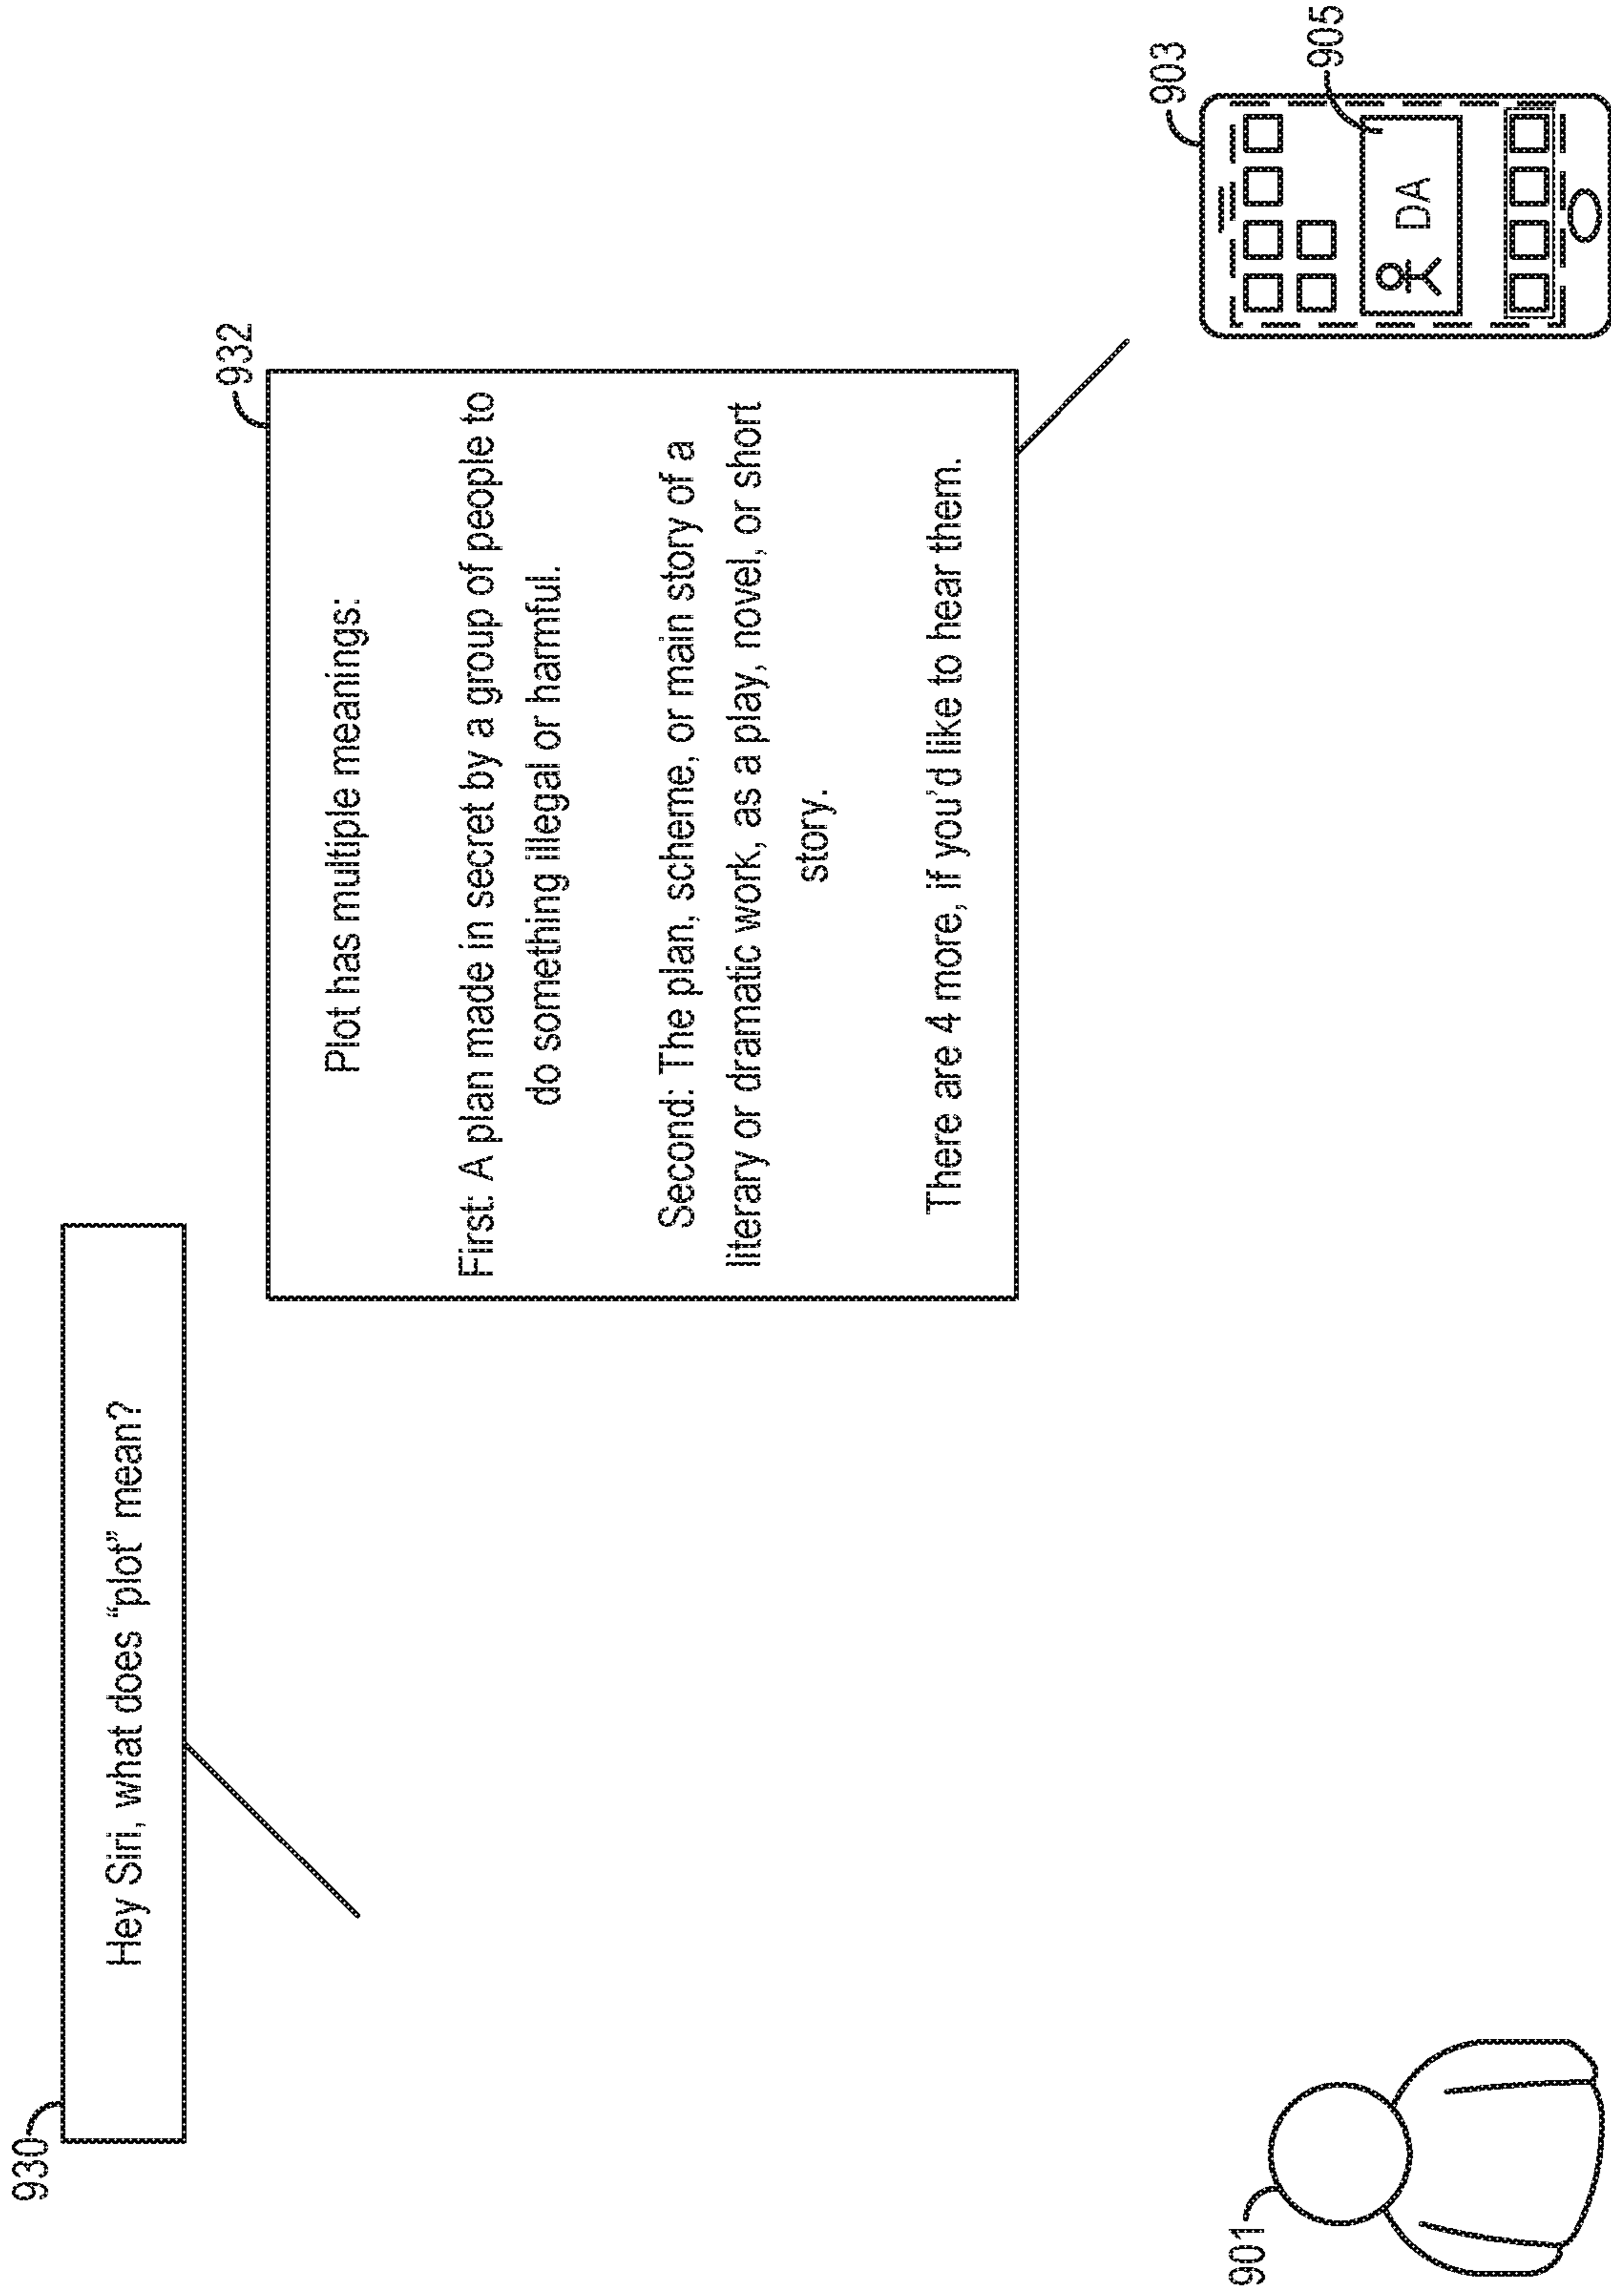 930
Hey Siri, what does “plot” mean?
932
Plot has multiple meanings:
First: A plan made in secret by a group of people to
do something illegal or harmful.
Second: The plan, scheme, or main story of a
literary or dramatic work, as a play, novel, or short
story.
There are 4 more, if you’d like to hear them.
901
903
905
DA